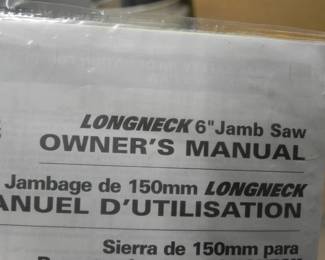 LONGNECK 6"Jamb Saw
OWNER'S MANUAL
Jambage de 150mm LONGNECK
ANUEL D'UTILISATION
Sierra de 150mm para